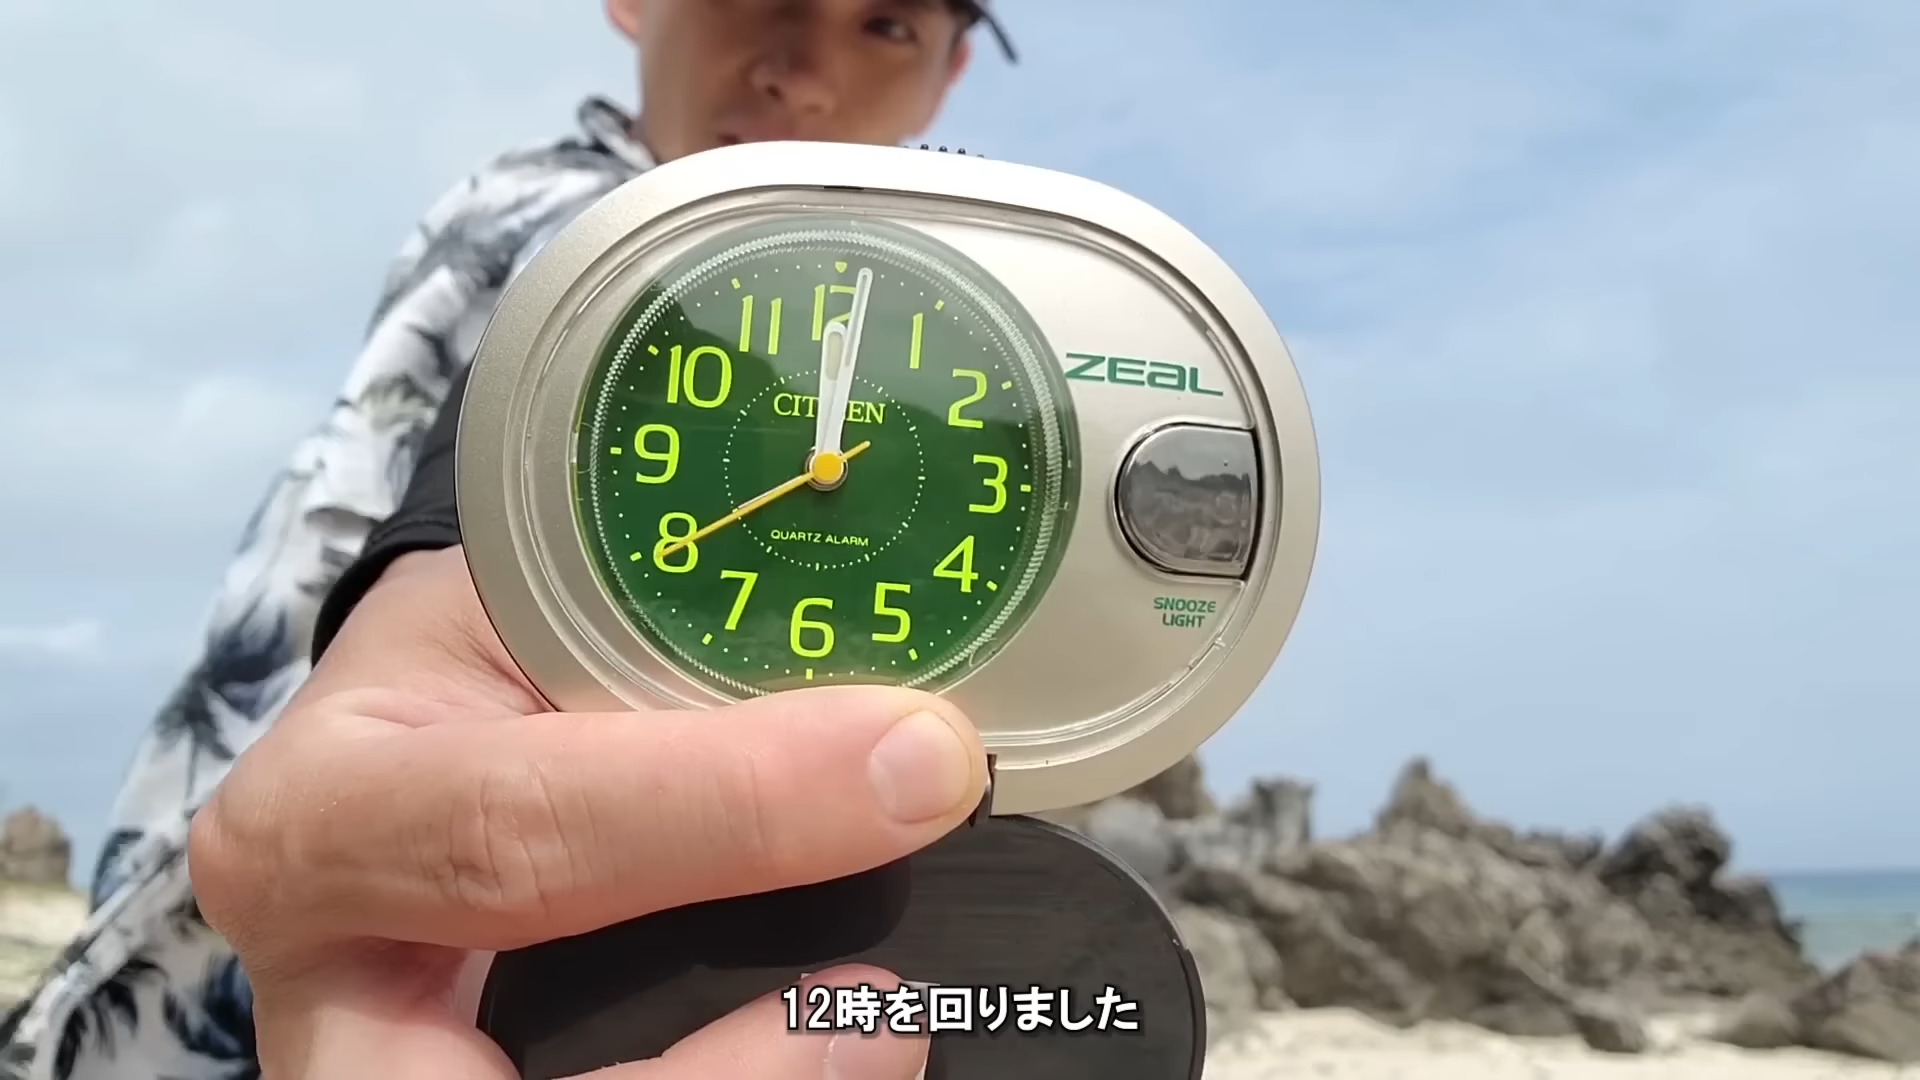 12
11
1
10
2
CITIZEN
9
3
8
4
QUARTZ ALARM
7
5
6
ZEAL
SNOOZE
LIGHT
12時を回りました